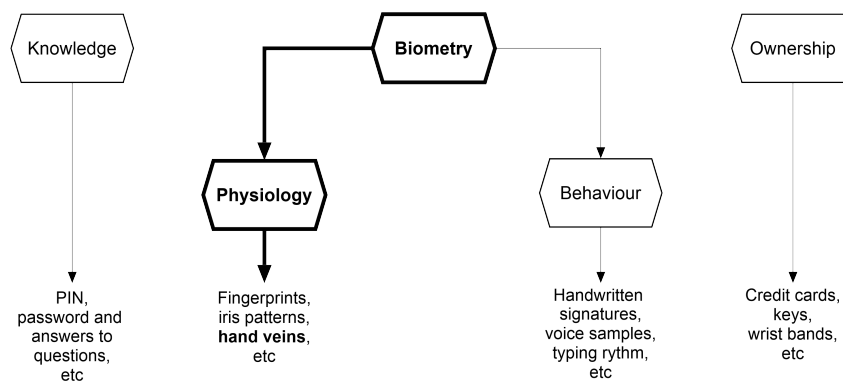 Knowledge
Biometry
Ownership
Physiology
Behaviour
PIN,
password and
answers to
questions,
etc
Fingerprints,
iris patterns,
hand veins,
etc
Handwritten
signatures,
voice samples,
typing rythm,
etc
Credit cards,
keys,
wrist bands,
etc